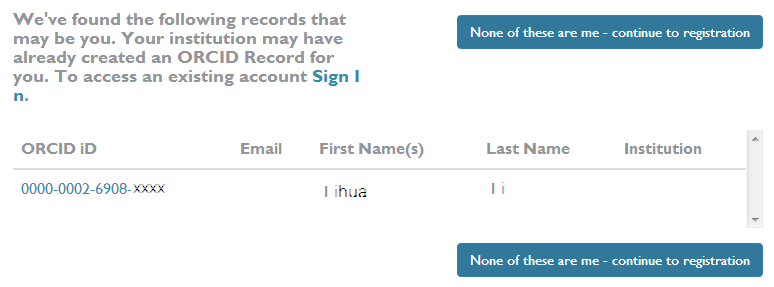 We've found the following records that
may be you. Your institution may have
already created an ORCID Record for
you. To access an existing account Sign I
n.
None of these are me - continue to registration
ORCID iD Email First Name(s) Last Name Institution
0000-0002-6908-xxxx Lihua Li
None of these are me - continue to registration